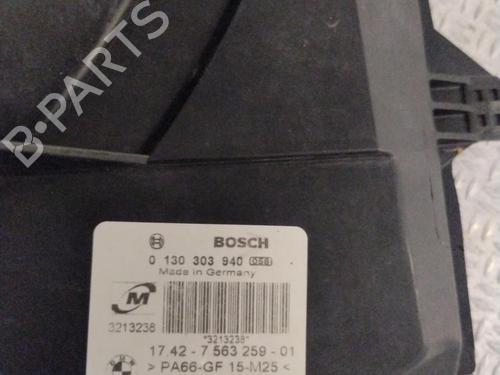 B-PARTS
BOSCH
0 130 303 940 058
Made in Germany
M
3213238
*3213238*
17 42 - 7 563 259 - 01
> PA66-GF 15-M25 <